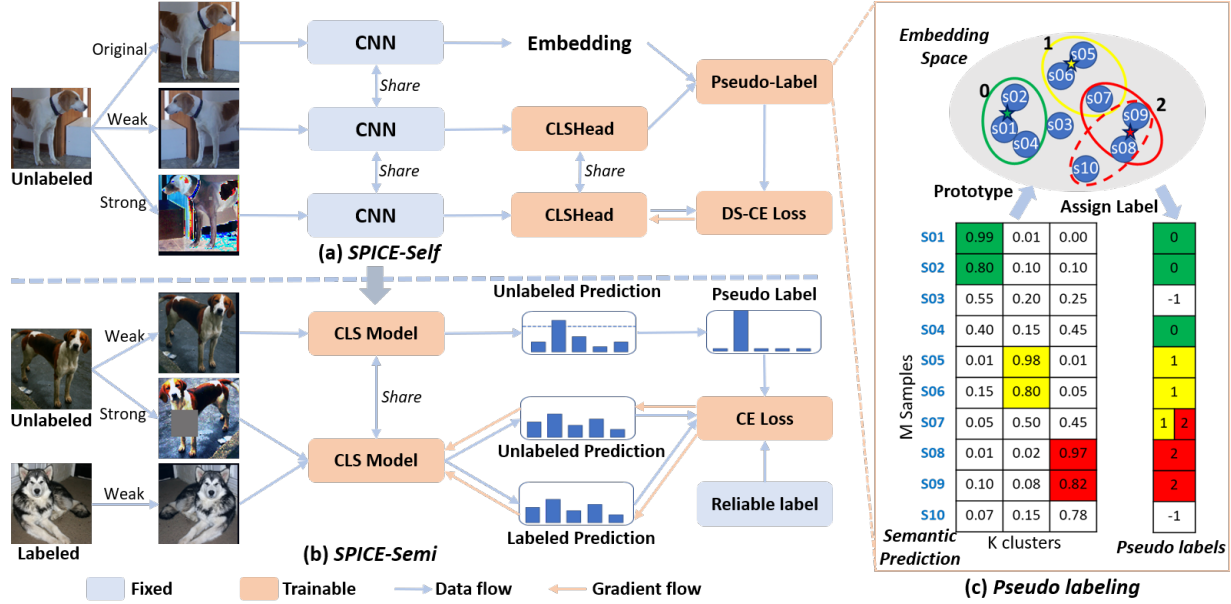 Original
CNN
Embedding
Share
Pseudo-Label
Weak
CNN
CLSHead
Unlabeled
Share
Share
Strong
CNN
CLSHead
DS-CE Loss
(a) SPICE-Self
Unlabeled Prediction
Pseudo Label
Weak
CLS Model
Unlabeled
Share
Strong
CLS Model
Unlabeled Prediction
CE Loss
Weak
Reliable label
Labeled
Labeled Prediction
(b) SPICE-Semi
Fixed
Trainable
Data flow
Gradient flow
Embedding
Space
1
s05
s06
0
s02
s07
2
s01
s03
s09
s04
s08
s10
Prototype
Assign Label
S01 0.99 0.01 0.00 0
S02 0.80 0.10 0.10 0
S03 0.55 0.20 0.25 -1
S04 0.40 0.15 0.45 0
S05 0.01 0.98 0.01 1
S06 0.15 0.80 0.05 1
S07 0.05 0.50 0.45 1 2
S08 0.01 0.02 0.97 2
S09 0.10 0.08 0.82 2
S10 0.07 0.15 0.78 -1
M Samples
Semantic
Prediction
K clusters
Pseudo labels
(c) Pseudo labeling